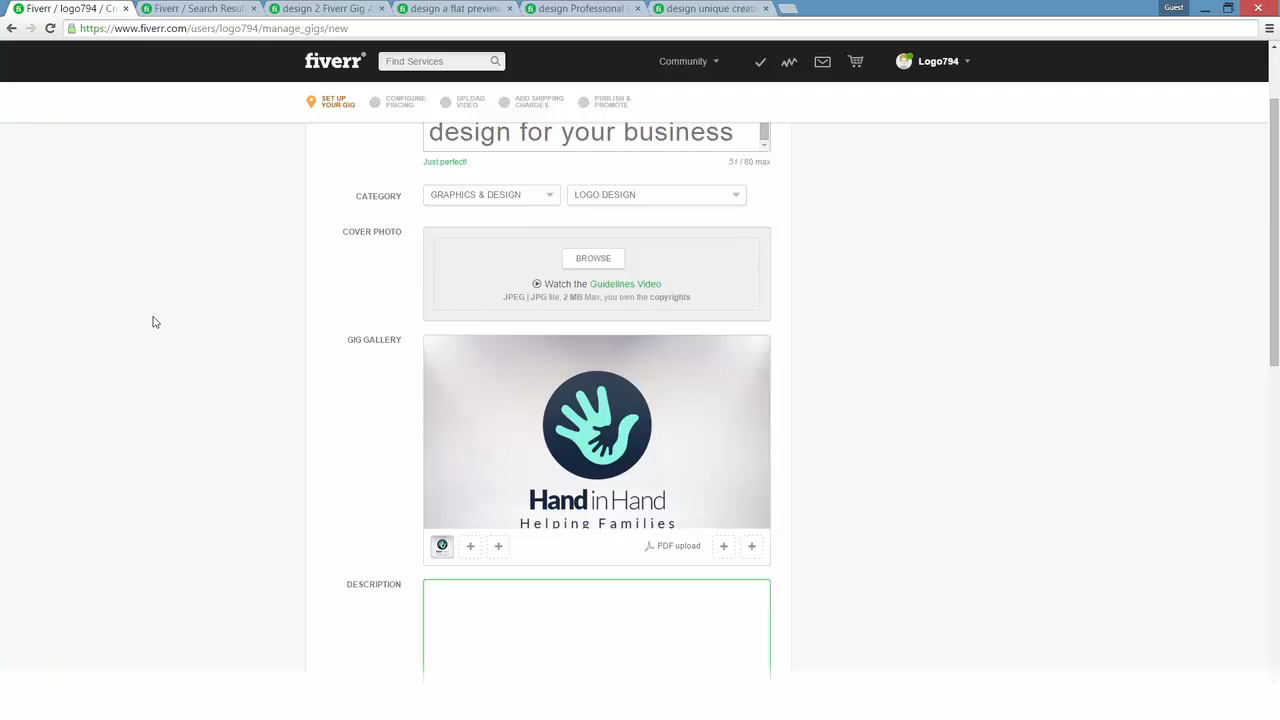 Fiverr / logo794 / Cr
Fiverr / Search Resul
design 2 Fiverr Gig A
design a flat preview
design Professional
design unique creati
Guest
https://www.fiverr.com/users/logo794/manage_gigs/new
fiverr®
Find Services
Community
Logo794
SET UP YOUR GIG
CONFIGURE PRICING
UPLOAD VIDEO
ADD SHIPPING CHARGES
PUBLISH & PROMOTE
design for your business
Just perfect!
51 / 80 max
CATEGORY
GRAPHICS & DESIGN
LOGO DESIGN
COVER PHOTO
BROWSE
Watch the Guidelines Video
JPEG | JPG file, 2 MB Max, you own the copyrights
GIG GALLERY
Hand in Hand
Helping Families
PDF upload
DESCRIPTION